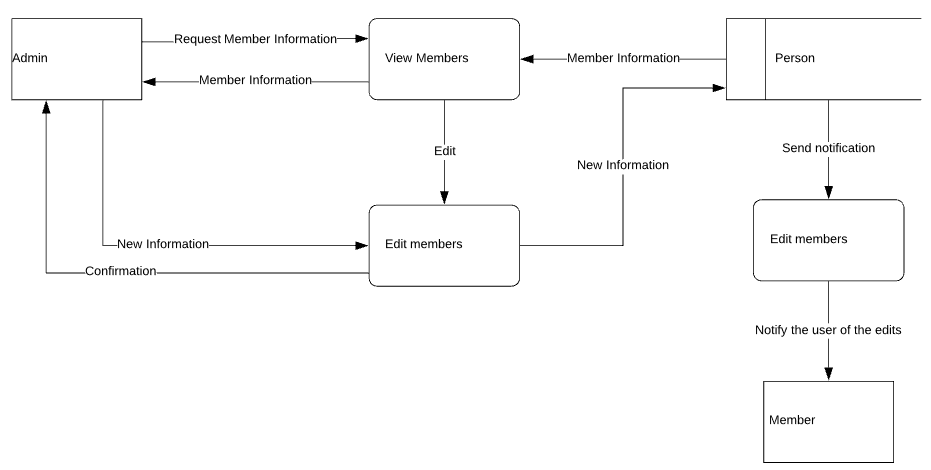 Request Member Information
Admin
View Members
Member Information
Person
Member Information
Edit
Send notification
New Information
New Information
Edit members
Edit members
Confirmation
Notify the user of the edits
Member